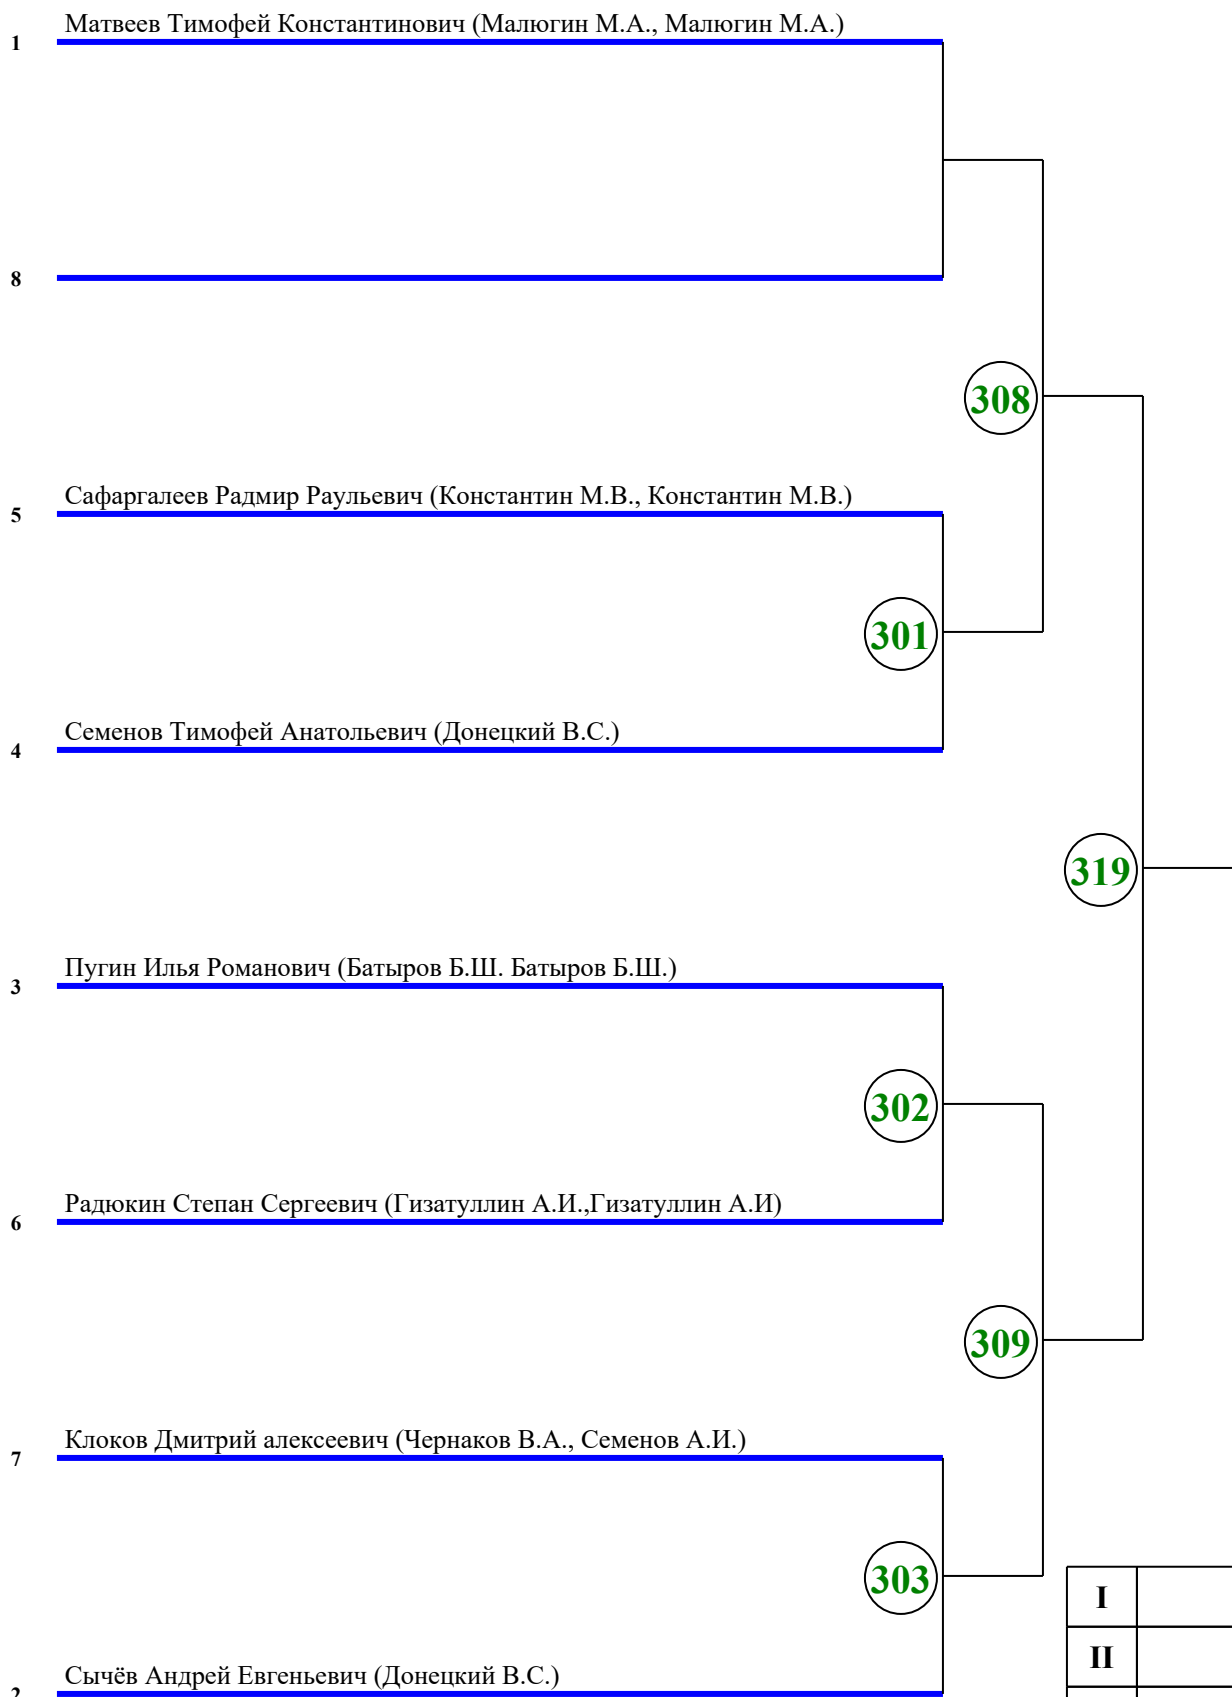 Матвеев Тимофей Константинович (Малюгин М.А., Малюгин М.А.)
1
8
308
Сафаргалеев Радмир Раульевич (Константин М.В., Константин М.В.)
5
301
Семенов Тимофей Анатольевич (Донецкий В.С.)
4
319
Пугин Илья Романович (Батыров Б.Ш. Батыров Б.Ш.)
3
302
Радюкин Степан Сергеевич (Гизатуллин А.И.,Гизатуллин А.И)
6
309
Клоков Дмитрий алексеевич (Чернаков В.А., Семенов А.И.)
7
303
I
II
Сычёв Андрей Евгеньевич (Донецкий В.С.)
2